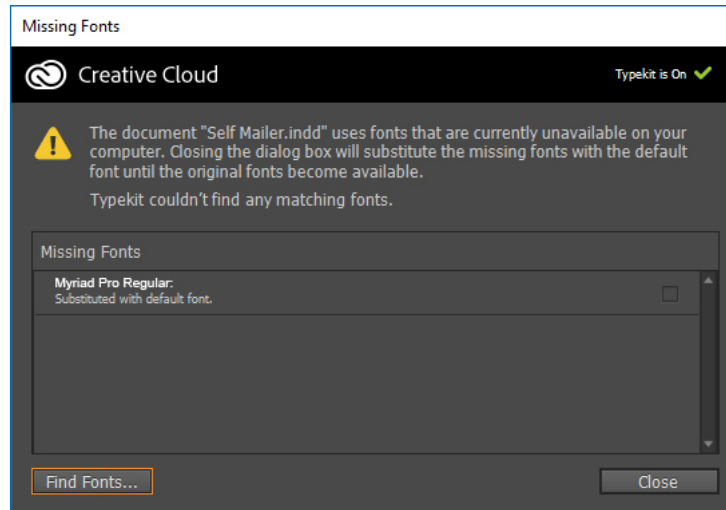 Missing Fonts
Creative Cloud
Typekit is On
The document "Self Mailer.indd" uses fonts that are currently unavailable on your
computer. Closing the dialog box will substitute the missing fonts with the default
font until the original fonts become available.
Typekit couldn't find any matching fonts.
Missing Fonts
Myriad Pro Regular:
Substituted with default font.
Find Fonts...
Close